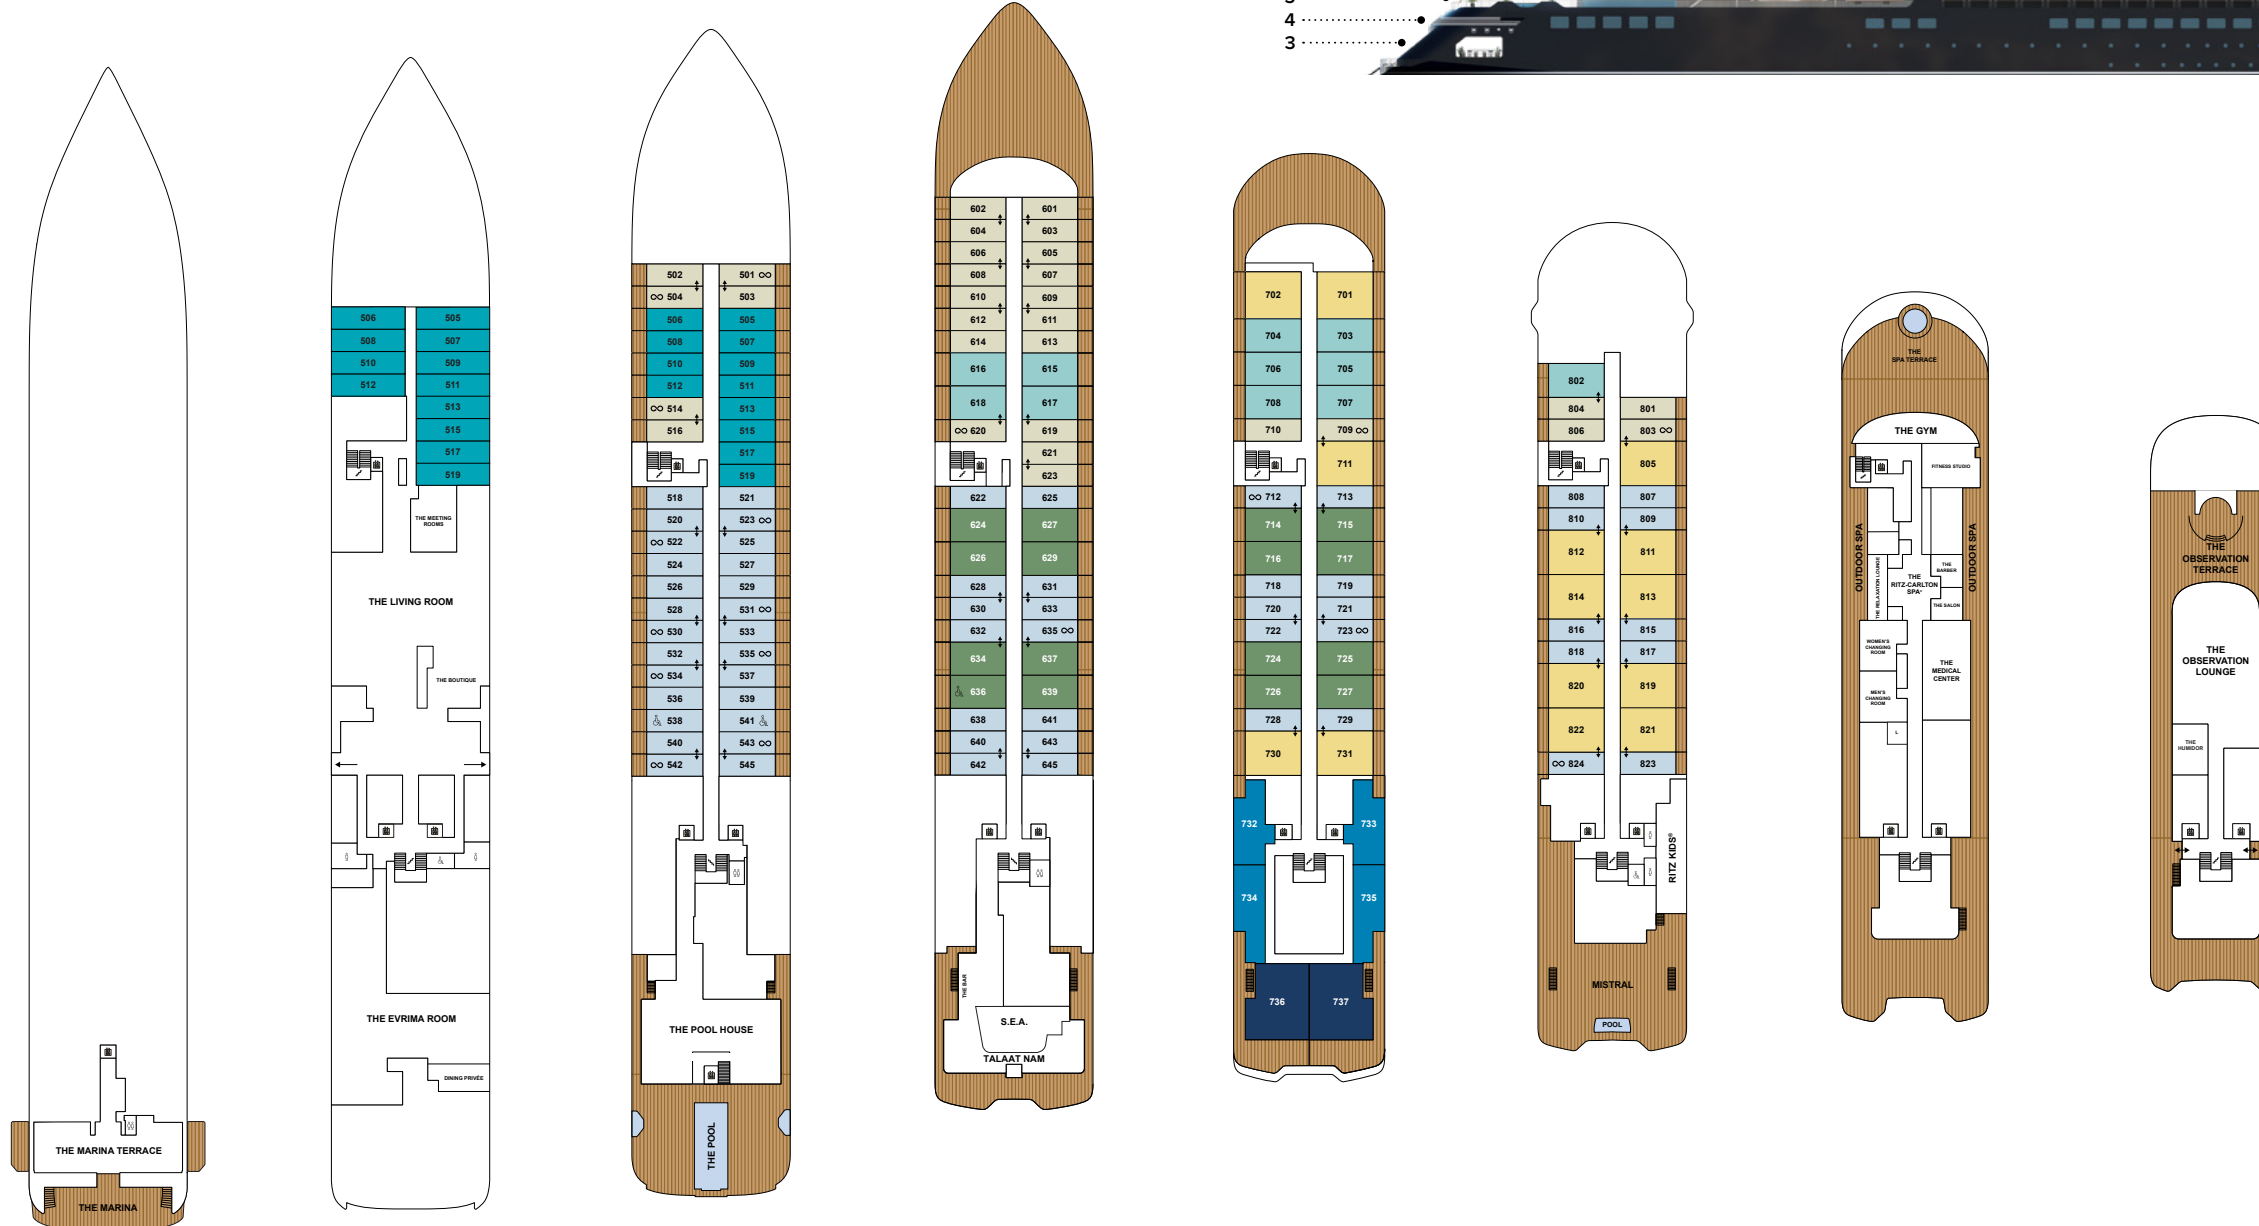 3
4
3
THE MARINA TERRACE
THE MARINA
506 505
508 507
510 509
512 511
513
515
517
519
THE MEETING
ROOMS
THE LIVING ROOM
THE BOUTIQUE
THE EVRIMA ROOM
DINING PRIVÉE
502 501 ∞
∞ 504 503
506 505
508 507
510 509
512 511
∞ 514 513
516 515
517
519
518 521
520 523 ∞
∞ 522 525
524 527
526 529
528 531 ∞
∞ 530 533
532 535 ∞
∞ 534 537
536 539
538 541
540 543 ∞
∞ 542 545
THE POOL HOUSE
THE POOL
602 601
604 603
606 605
608 607
610 609
612 611
614 613
616 615
618 617
∞ 620 619
621
623
622 625
624 627
626 629
628 631
630 633
632 635 ∞
634 637
636 639
638 641
640 643
642 645
THE BAR
S.E.A.
TALAAT NAM
702 701
704 703
706 705
708 707
710 709 ∞
711
∞ 712 713
714 715
716 717
718 719
720 721
722 723 ∞
724 725
726 727
728 729
730 731
732 733
734 735
736 737
802
804 801
806 803 ∞
805
808 807
810 809
812 811
814 813
816 815
818 817
820 819
822 821
∞ 824 823
RITZ KIDS®
MISTRAL
POOL
THE
SPA TERRACE
THE GYM
FITNESS STUDIO
OUTDOOR SPA
OUTDOOR SPA
THE RELAXATION LOUNGE
THE
RITZ-CARLTON
SPA®
THE
BARBER
THE SALON
WOMEN'S
CHANGING
ROOM
MEN'S
CHANGING
ROOM
THE
MEDICAL
CENTER
L
THE
OBSERVATION
TERRACE
THE
OBSERVATION
LOUNGE
THE
HUMIDOR